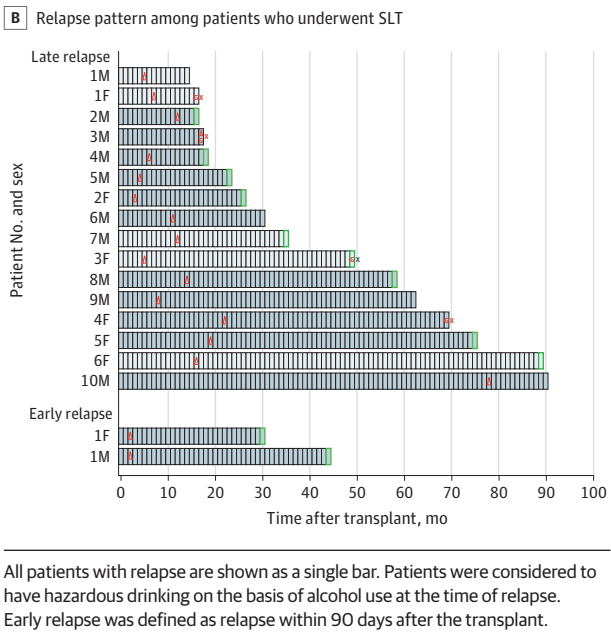 B Relapse pattern among patients who underwent SLT
Late relapse
1M
1F
2M
3M
4M
5M
2F
6M
7M
3F
8M
9M
4F
5F
6F
10M
Early relapse
1F
1M
Patient No. and sex
0 10 20 30 40 50 60 70 80 90 100
Time after transplant, mo
All patients with relapse are shown as a single bar. Patients were considered to
have hazardous drinking on the basis of alcohol use at the time of relapse.
Early relapse was defined as relapse within 90 days after the transplant.